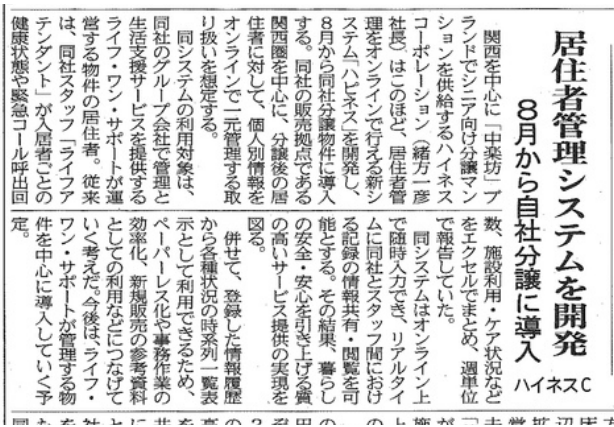 居住者管理システムを開発
8月から自社分譲に導入
ハイネスC
関西を中心に「中楽坊」ブ
ランドでシニア向け分譲マン
ションを供給するハイネス
コーポレーション（緒方一彦
社長）はこのほど、居住者管
理をオンラインで行える新シ
ステム「ハピネス」を開発し、
8月から同社分譲物件に導入
する。同社の販売拠点である
関西圏を中心に、分譲後の居
住者に対して、個人別情報を
オンラインで一元管理する取
り扱いを想定する。
同システムの利用対象は、
同社のグループ会社で管理と
生活支援サービスを提供する
ライフ・ワン・サポートが運
営する物件の居住者。従来
は、同社スタッフ「ライフア
テンダント」が入居者ごとの
健康状態や緊急コール呼出回
数、施設利用・ケア状況など
をエクセルでまとめ、週単位
で報告していた。
同システムはオンライン上
で随時入力でき、リアルタイ
ムに同社とスタッフ間におけ
る記録の情報共有・閲覧を可
能とする。その結果、暮らし
の安全・安心を引き上げる質
の高いサービス提供の実現を
図る。
併せて、登録した情報履歴
から各種状況の時系列一覧表
示として利用できるため、
ペーパーレス化や事務作業の
効率化、新規販売の参考資料
としての利用などにつなげて
いく考えだ。今後は、ライフ・
ワン・サポートが管理する物
件を中心に導入していく予
定。